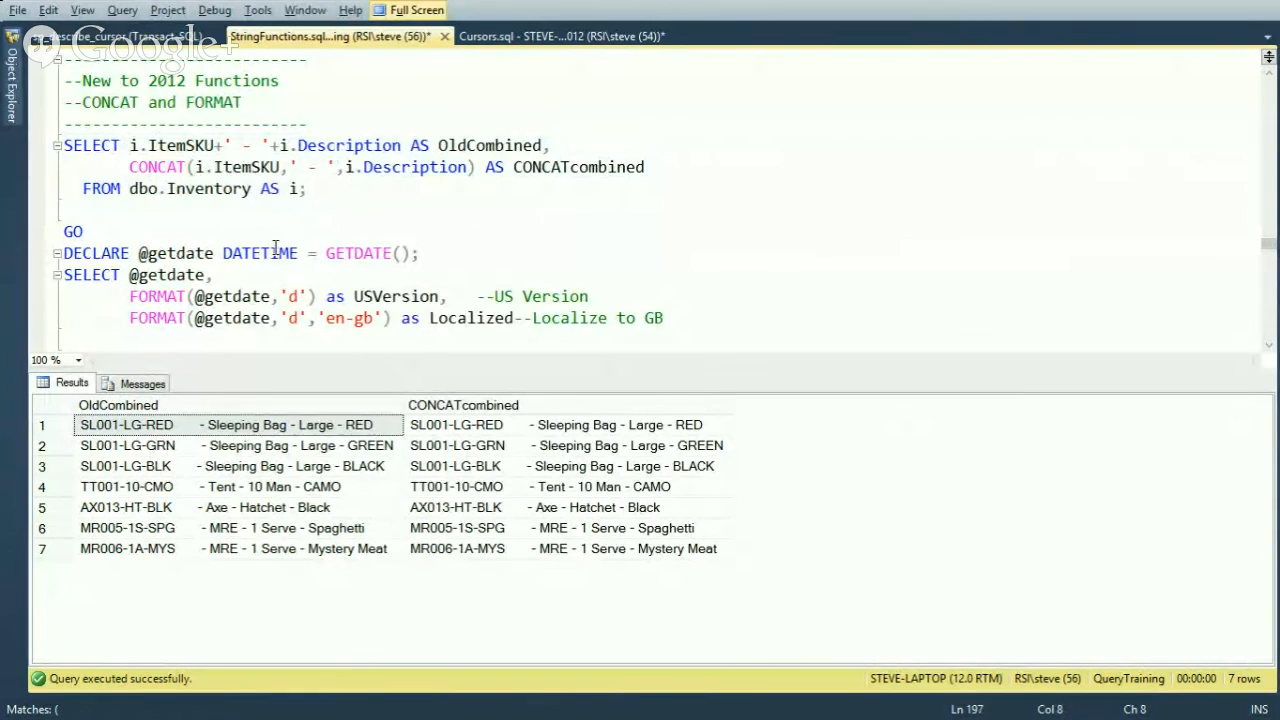 File Edit View Query Project Debug Tools Window Help Full Screen
sp_describe_cursor (Transact-SQL) StringFunctions.sql...ing (RSI\steve (56))* Cursors.sql - STEVE-...012 (RSI\steve (54))*
Google+
Object Explorer
--------------------------
--New to 2012 Functions
--CONCAT and FORMAT
--------------------------
SELECT i.ItemSKU+' - '+i.Description AS OldCombined,
CONCAT(i.ItemSKU,' - ',i.Description) AS CONCATcombined
FROM dbo.Inventory AS i;
GO
DECLARE @getdate DATETIME = GETDATE();
SELECT @getdate,
FORMAT(@getdate,'d') as USVersion, --US Version
FORMAT(@getdate,'d','en-gb') as Localized--Localize to GB
100 %
Results Messages
OldCombined CONCATcombined
1 SL001-LG-RED - Sleeping Bag - Large - RED SL001-LG-RED - Sleeping Bag - Large - RED
2 SL001-LG-GRN - Sleeping Bag - Large - GREEN SL001-LG-GRN - Sleeping Bag - Large - GREEN
3 SL001-LG-BLK - Sleeping Bag - Large - BLACK SL001-LG-BLK - Sleeping Bag - Large - BLACK
4 TT001-10-CMO - Tent - 10 Man - CAMO TT001-10-CMO - Tent - 10 Man - CAMO
5 AX013-HT-BLK - Axe - Hatchet - Black AX013-HT-BLK - Axe - Hatchet - Black
6 MR005-1S-SPG - MRE - 1 Serve - Spaghetti MR005-1S-SPG - MRE - 1 Serve - Spaghetti
7 MR006-1A-MYS - MRE - 1 Serve - Mystery Meat MR006-1A-MYS - MRE - 1 Serve - Mystery Meat
Query executed successfully. STEVE-LAPTOP (12.0 RTM) RSI\steve (56) QueryTraining 00:00:00 7 rows
Matches: ( Ln 197 Col 8 Ch 8 INS